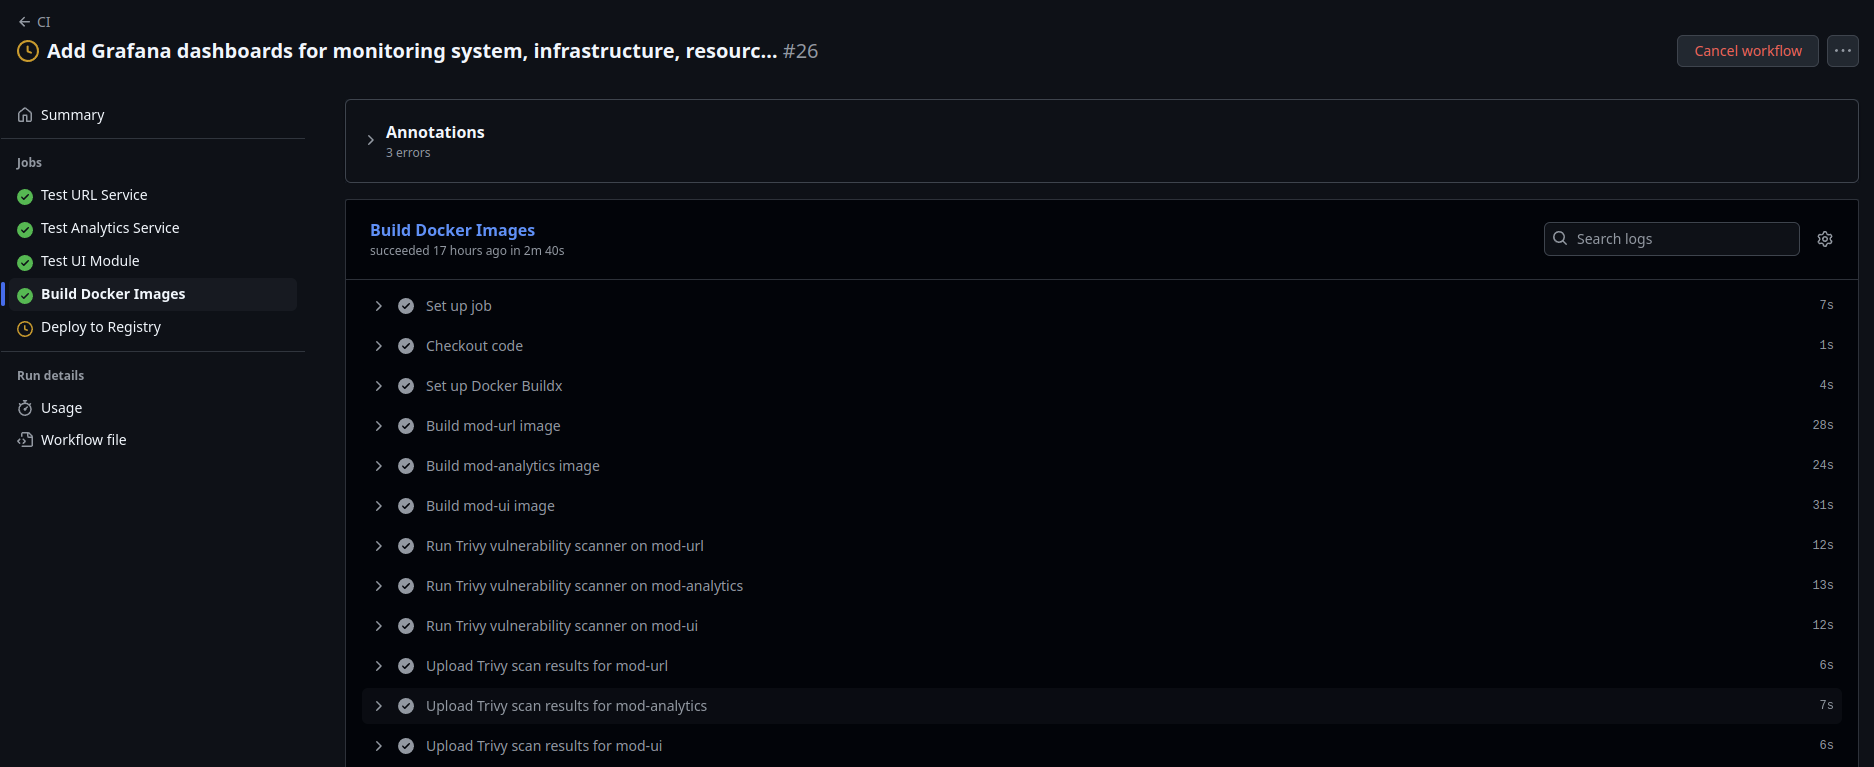 CI
Add Grafana dashboards for monitoring system, infrastructure, resourc... #26
Cancel workflow
Summary
Jobs
Test URL Service
Test Analytics Service
Test UI Module
Build Docker Images
Deploy to Registry
Run details
Usage
Workflow file
Annotations
3 errors
Build Docker Images
succeeded 17 hours ago in 2m 40s
Search logs
Set up job 7s
Checkout code 1s
Set up Docker Buildx 4s
Build mod-url image 28s
Build mod-analytics image 24s
Build mod-ui image 31s
Run Trivy vulnerability scanner on mod-url 12s
Run Trivy vulnerability scanner on mod-analytics 13s
Run Trivy vulnerability scanner on mod-ui 12s
Upload Trivy scan results for mod-url 6s
Upload Trivy scan results for mod-analytics 7s
Upload Trivy scan results for mod-ui 6s